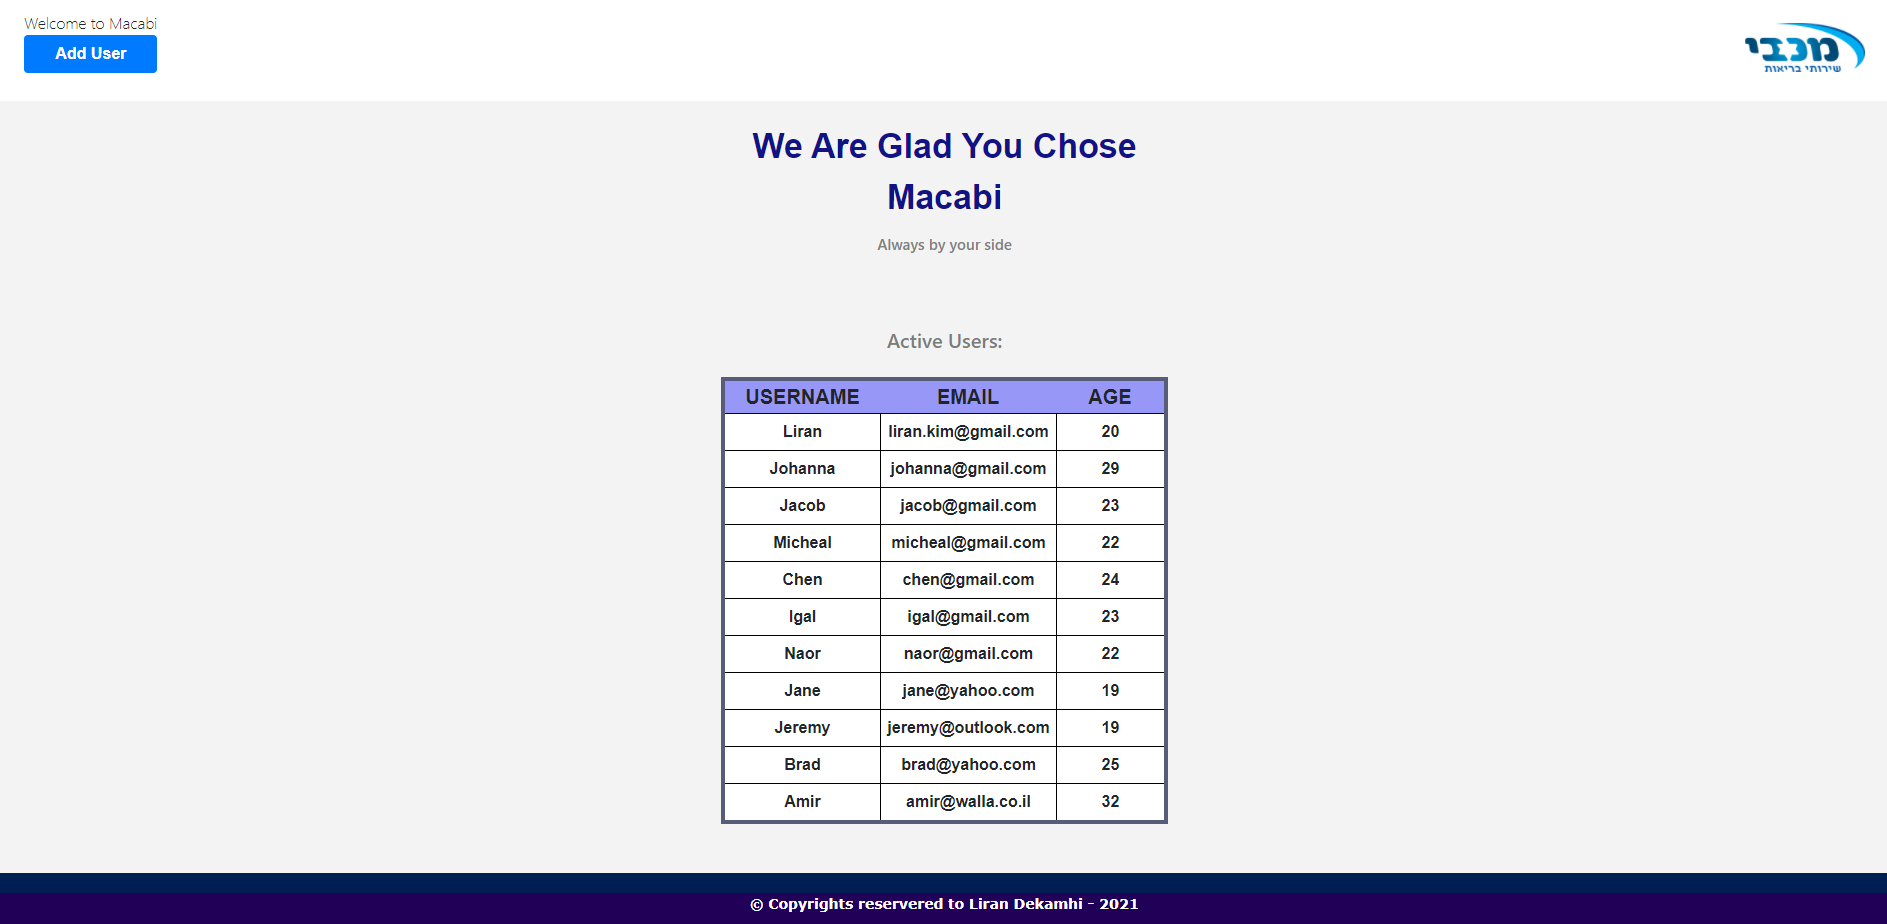 Welcome to Macabi
Add User
מכבי
שירותי בריאות
We Are Glad You Chose
Macabi
Always by your side
Active Users:
USERNAME EMAIL AGE
Liran liran.kim@gmail.com 20
Johanna johanna@gmail.com 29
Jacob jacob@gmail.com 23
Micheal micheal@gmail.com 22
Chen chen@gmail.com 24
Igal igal@gmail.com 23
Naor naor@gmail.com 22
Jane jane@yahoo.com 19
Jeremy jeremy@outlook.com 19
Brad brad@yahoo.com 25
Amir amir@walla.co.il 32
© Copyrights reservered to Liran Dekamhi - 2021